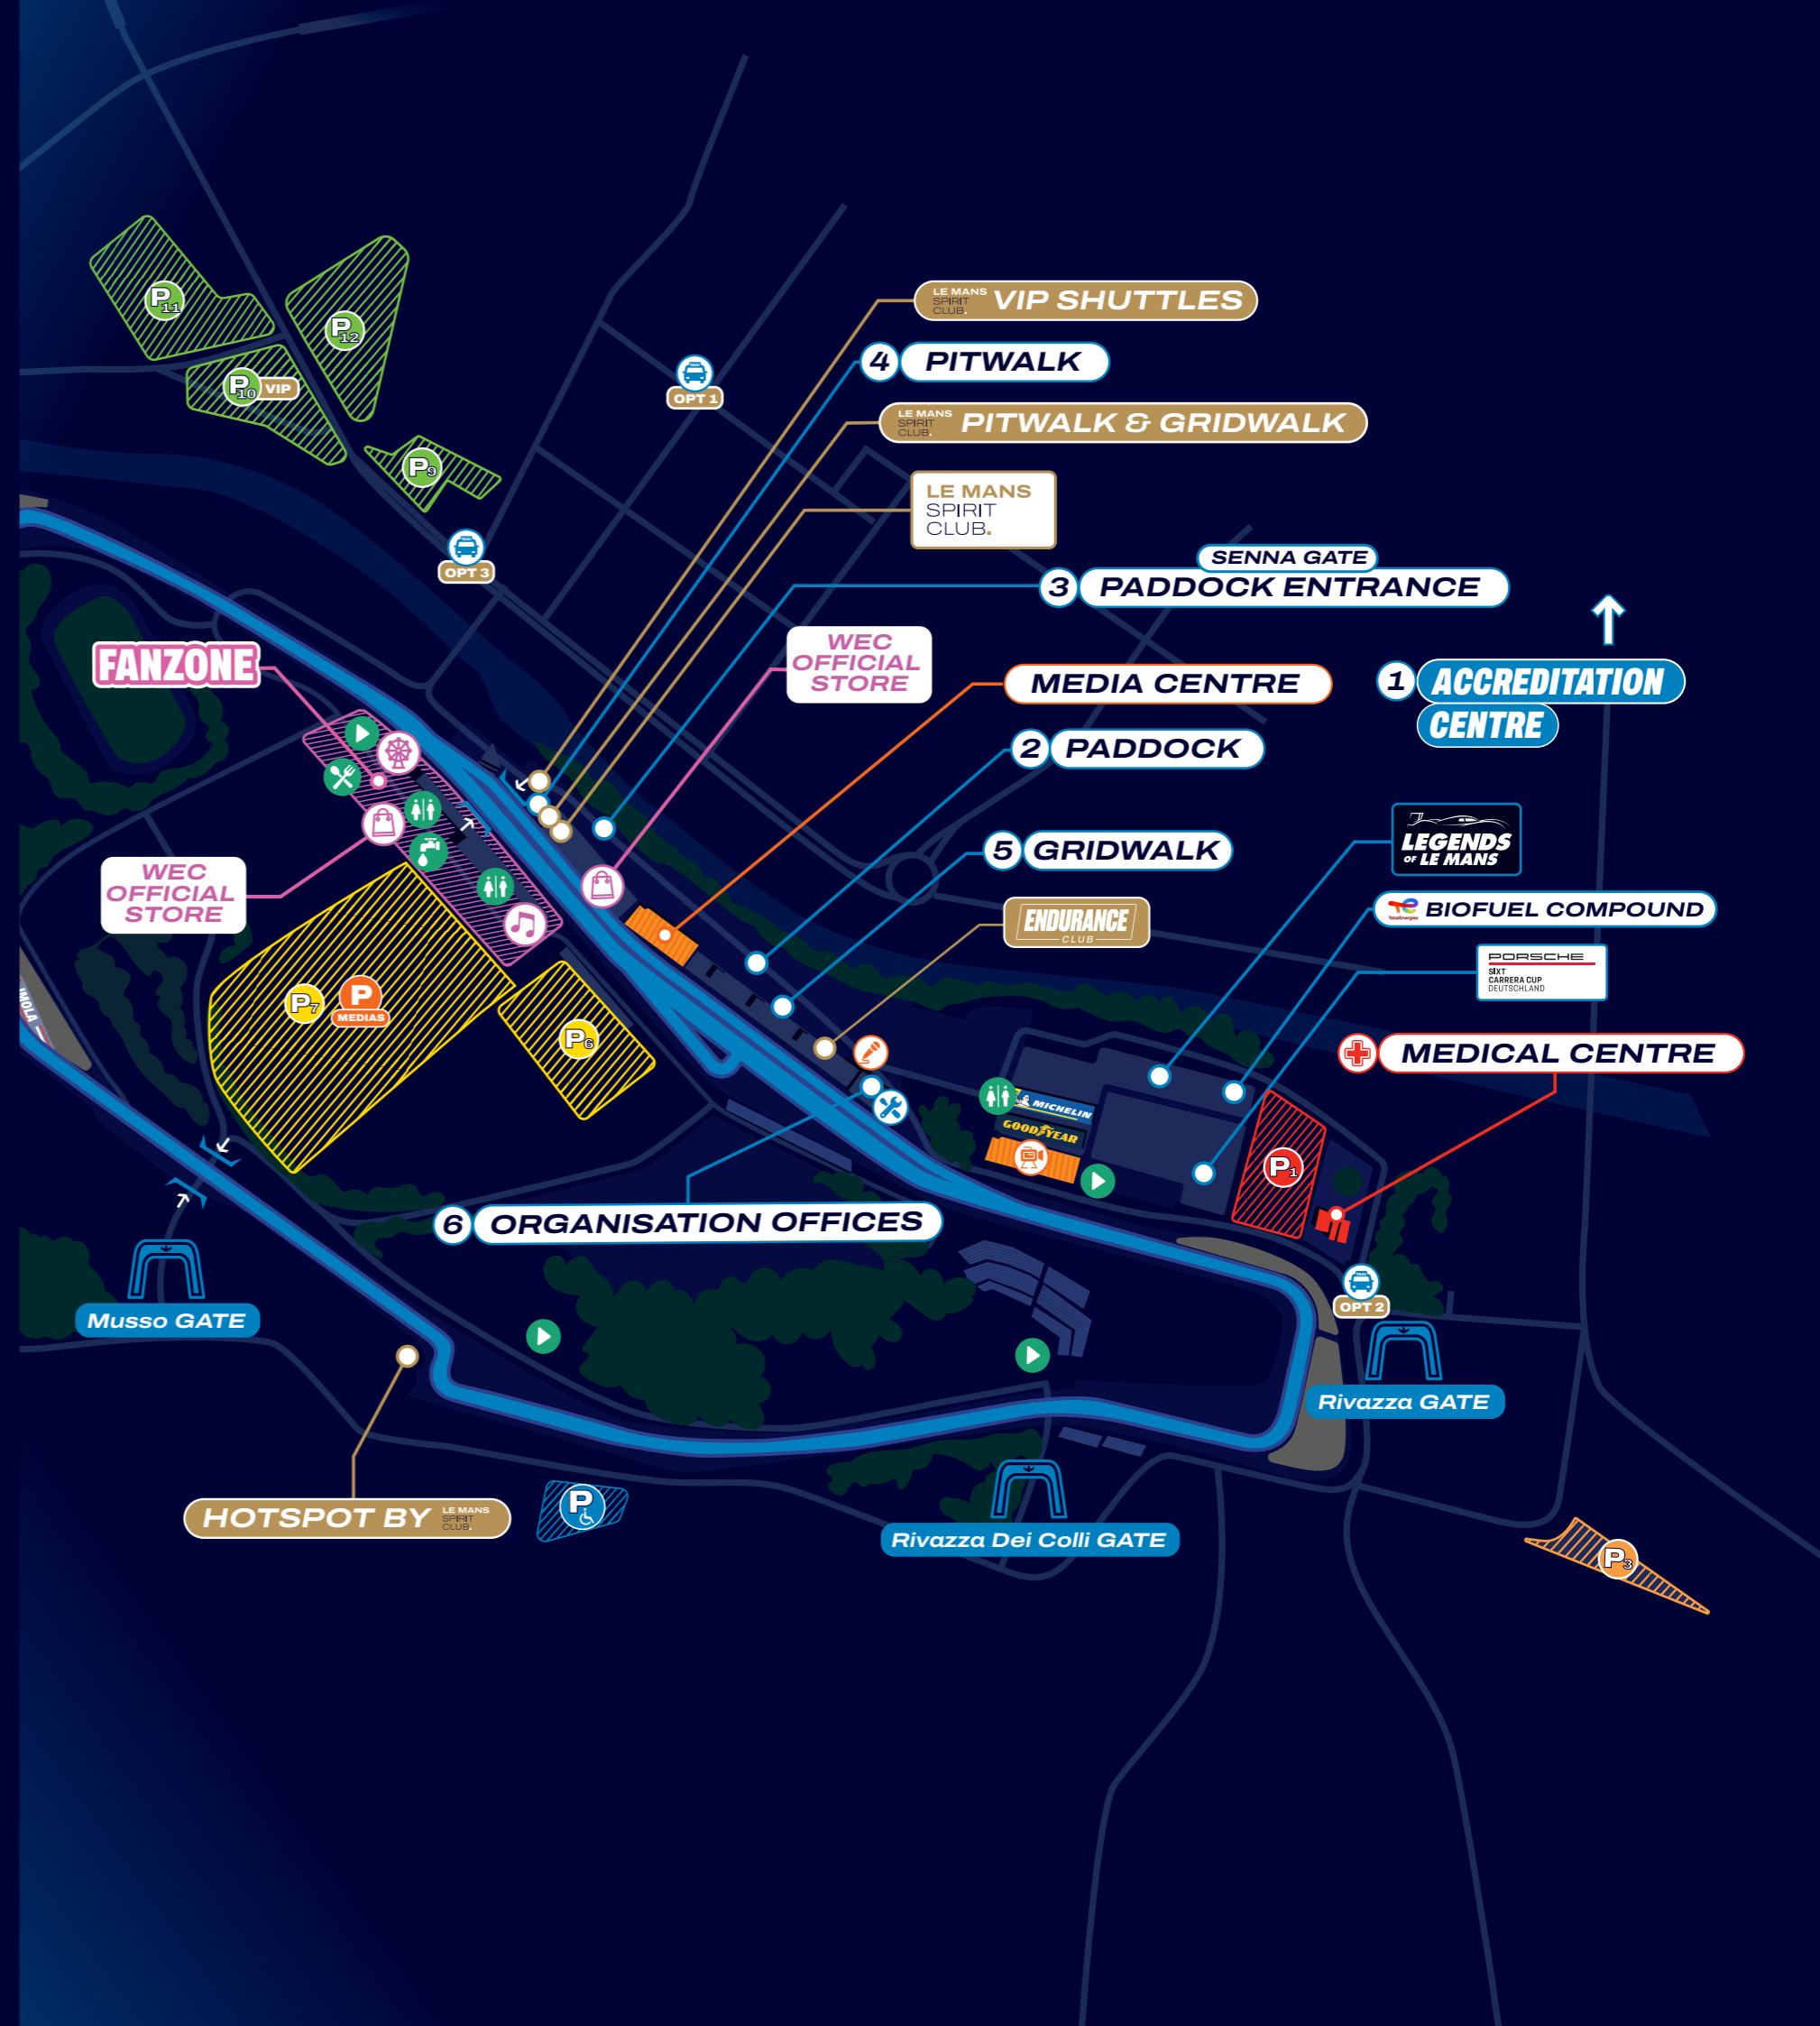 LE MANS
SPIRIT
CLUB.
VIP SHUTTLES
P11
P12
4 PITWALK
P10 VIP
OPT 1
LE MANS
SPIRIT
CLUB.
PITWALK & GRIDWALK
P9
LE MANS
SPIRIT
CLUB.
OPT 3
SENNA GATE
3 PADDOCK ENTRANCE
FANZONE
WEC
OFFICIAL
STORE
MEDIA CENTRE
1 ACCREDITATION
CENTRE
2 PADDOCK
LEGENDS
OF LE MANS
5 GRIDWALK
WEC
OFFICIAL
STORE
ENDURANCE
CLUB
TotalEnergies
BIOFUEL COMPOUND
PORSCHE
SIXT
CARRERA CUP
DEUTSCHLAND
IMOLA
P7
P
MEDIAS
P6
MEDICAL CENTRE
MICHELIN
GOODYEAR
P1
6 ORGANISATION OFFICES
Musso GATE
OPT 2
Rivazza GATE
HOTSPOT BY
LE MANS
SPIRIT
CLUB.
P
Rivazza Dei Colli GATE
P3